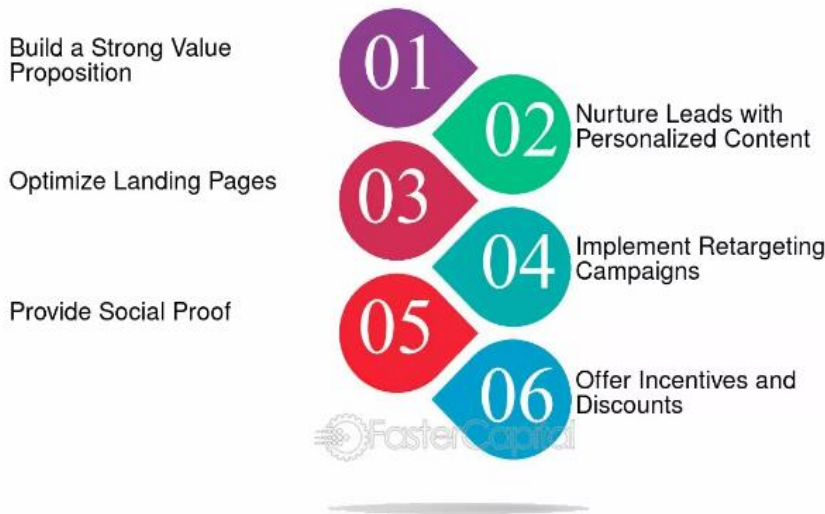 Build a Strong Value
Proposition
01
02
Nurture Leads with
Personalized Content
Optimize Landing Pages
03
04
Implement Retargeting
Campaigns
Provide Social Proof
05
06
Offer Incentives and
Discounts
FasterCapital